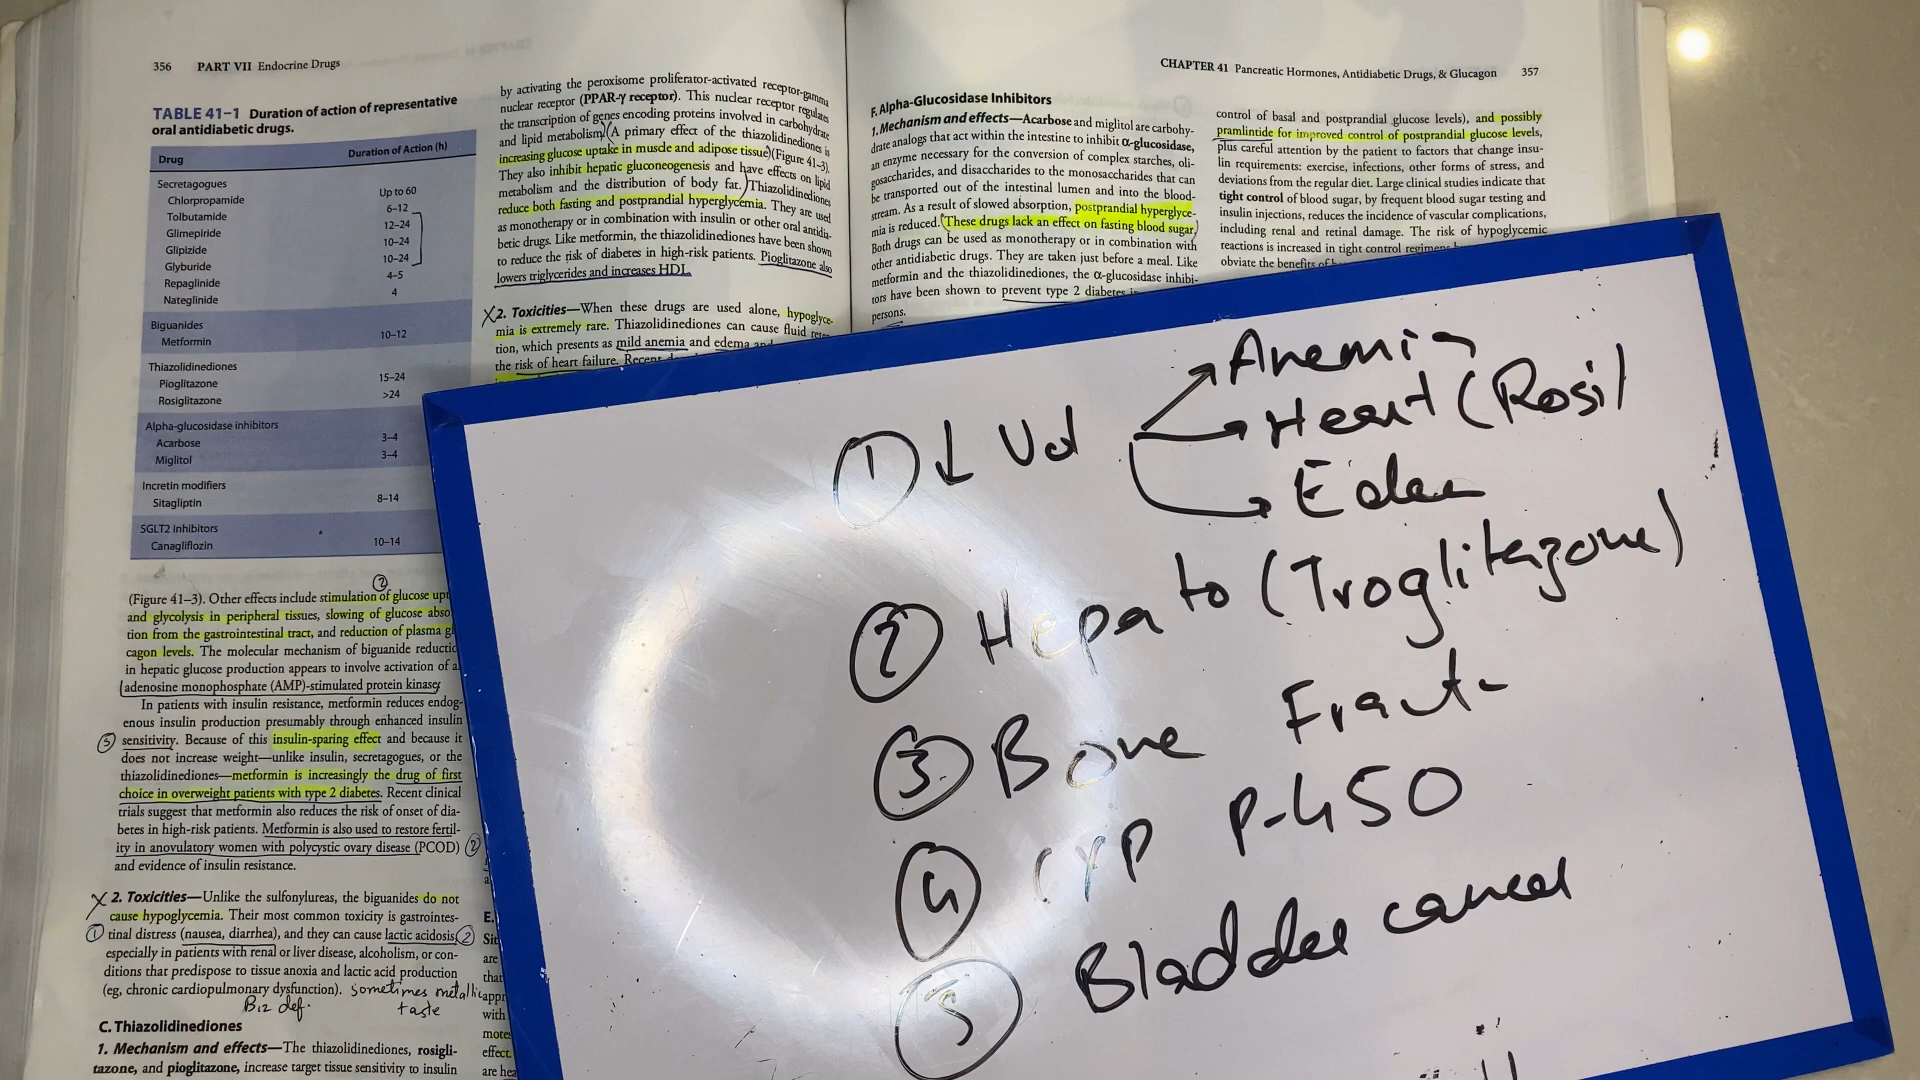 356 PART VII Endocrine Drugs
TABLE 41–1 Duration of action of representative
oral antidiabetic drugs.
Drug Duration of Action (h)
Secretagogues
Chlorpropamide Up to 60
Tolbutamide 6–12
Glimepiride 12–24
Glipizide 10–24
Glyburide 10–24
Repaglinide 4–5
Nateglinide 4
Biguanides
Metformin 10–12
Thiazolidinediones
Pioglitazone 15–24
Rosiglitazone >24
Alpha-glucosidase inhibitors
Acarbose 3–4
Miglitol 3–4
Incretin modifiers
Sitagliptin 8–14
SGLT2 inhibitors
Canagliflozin 10–14
2
(Figure 41–3). Other effects include stimulation of glucose upt
and glycolysis in peripheral tissues, slowing of glucose abso
tion from the gastrointestinal tract, and reduction of plasma gl
cagon levels. The molecular mechanism of biguanide reductio
in hepatic glucose production appears to involve activation of a
adenosine monophosphate (AMP)-stimulated protein kinase
In patients with insulin resistance, metformin reduces endog-
enous insulin production presumably through enhanced insulin
sensitivity. Because of this insulin-sparing effect and because it
does not increase weight—unlike insulin, secretagogues, or the
thiazolidinediones—metformin is increasingly the drug of first
choice in overweight patients with type 2 diabetes. Recent clinical
trials suggest that metformin also reduces the risk of onset of dia-
betes in high-risk patients. Metformin is also used to restore fertil-
ity in anovulatory women with polycystic ovary disease (PCOD) 2
and evidence of insulin resistance.
X 2. Toxicities—Unlike the sulfonylureas, the biguanides do not
cause hypoglycemia. Their most common toxicity is gastrointes-
1 tinal distress (nausea, diarrhea), and they can cause lactic acidosis, 2
especially in patients with renal or liver disease, alcoholism, or con-
ditions that predispose to tissue anoxia and lactic acid production
(eg, chronic cardiopulmonary dysfunction). sometimes metallic
B12 def. taste
C. Thiazolidinediones
1. Mechanism and effects—The thiazolidinediones, rosigli-
tazone, and pioglitazone, increase target tissue sensitivity to insulin
by activating the peroxisome proliferator-activated receptor-gamma
nuclear receptor (PPAR-γ receptor). This nuclear receptor regulates
the transcription of genes encoding proteins involved in carbohydrate
and lipid metabolism. (A primary effect of the thiazolidinediones is
increasing glucose uptake in muscle and adipose tissue) (Figure 41–3).
They also inhibit hepatic gluconeogenesis and have effects on lipid
metabolism and the distribution of body fat. Thiazolidinediones
reduce both fasting and postprandial hyperglycemia. They are used
as monotherapy or in combination with insulin or other oral antidia-
betic drugs. Like metformin, the thiazolidinediones have been shown
to reduce the risk of diabetes in high-risk patients. Pioglitazone also
lowers triglycerides and increases HDL.
X 2. Toxicities—When these drugs are used alone, hypoglyce-
mia is extremely rare. Thiazolidinediones can cause fluid reten-
tion, which presents as mild anemia and edema and
the risk of heart failure. Recent
E.
Sit
are
that
appr
with
more
effect.
are hea
CHAPTER 41 Pancreatic Hormones, Antidiabetic Drugs, & Glucagon 357
F. Alpha-Glucosidase Inhibitors
1. Mechanism and effects—Acarbose and miglitol are carbohy-
drate analogs that act within the intestine to inhibit α-glucosidase,
an enzyme necessary for the conversion of complex starches, oli-
gosaccharides, and disaccharides to the monosaccharides that can
be transported out of the intestinal lumen and into the blood-
stream. As a result of slowed absorption, postprandial hyperglyce-
mia is reduced. (These drugs lack an effect on fasting blood sugar)
Both drugs can be used as monotherapy or in combination with
other antidiabetic drugs. They are taken just before a meal. Like
metformin and the thiazolidinediones, the α-glucosidase inhibi-
tors have been shown to prevent type 2 diabetes in
persons.
control of basal and postprandial glucose levels), and possibly
pramlintide for improved control of postprandial glucose levels,
plus careful attention by the patient to factors that change insu-
lin requirements: exercise, infections, other forms of stress, and
deviations from the regular diet. Large clinical studies indicate that
tight control of blood sugar, by frequent blood sugar testing and
insulin injections, reduces the incidence of vascular complications,
including renal and retinal damage. The risk of hypoglycemic
reactions is increased in tight control regimens
obviate the benefits of
① ↓ Vol → Anemia
→ Heart (Rosi)
→ Edem
② Hepato (Troglitazone)
③ Bone Fract
④ CYP P-450
⑤ Bladder cancer